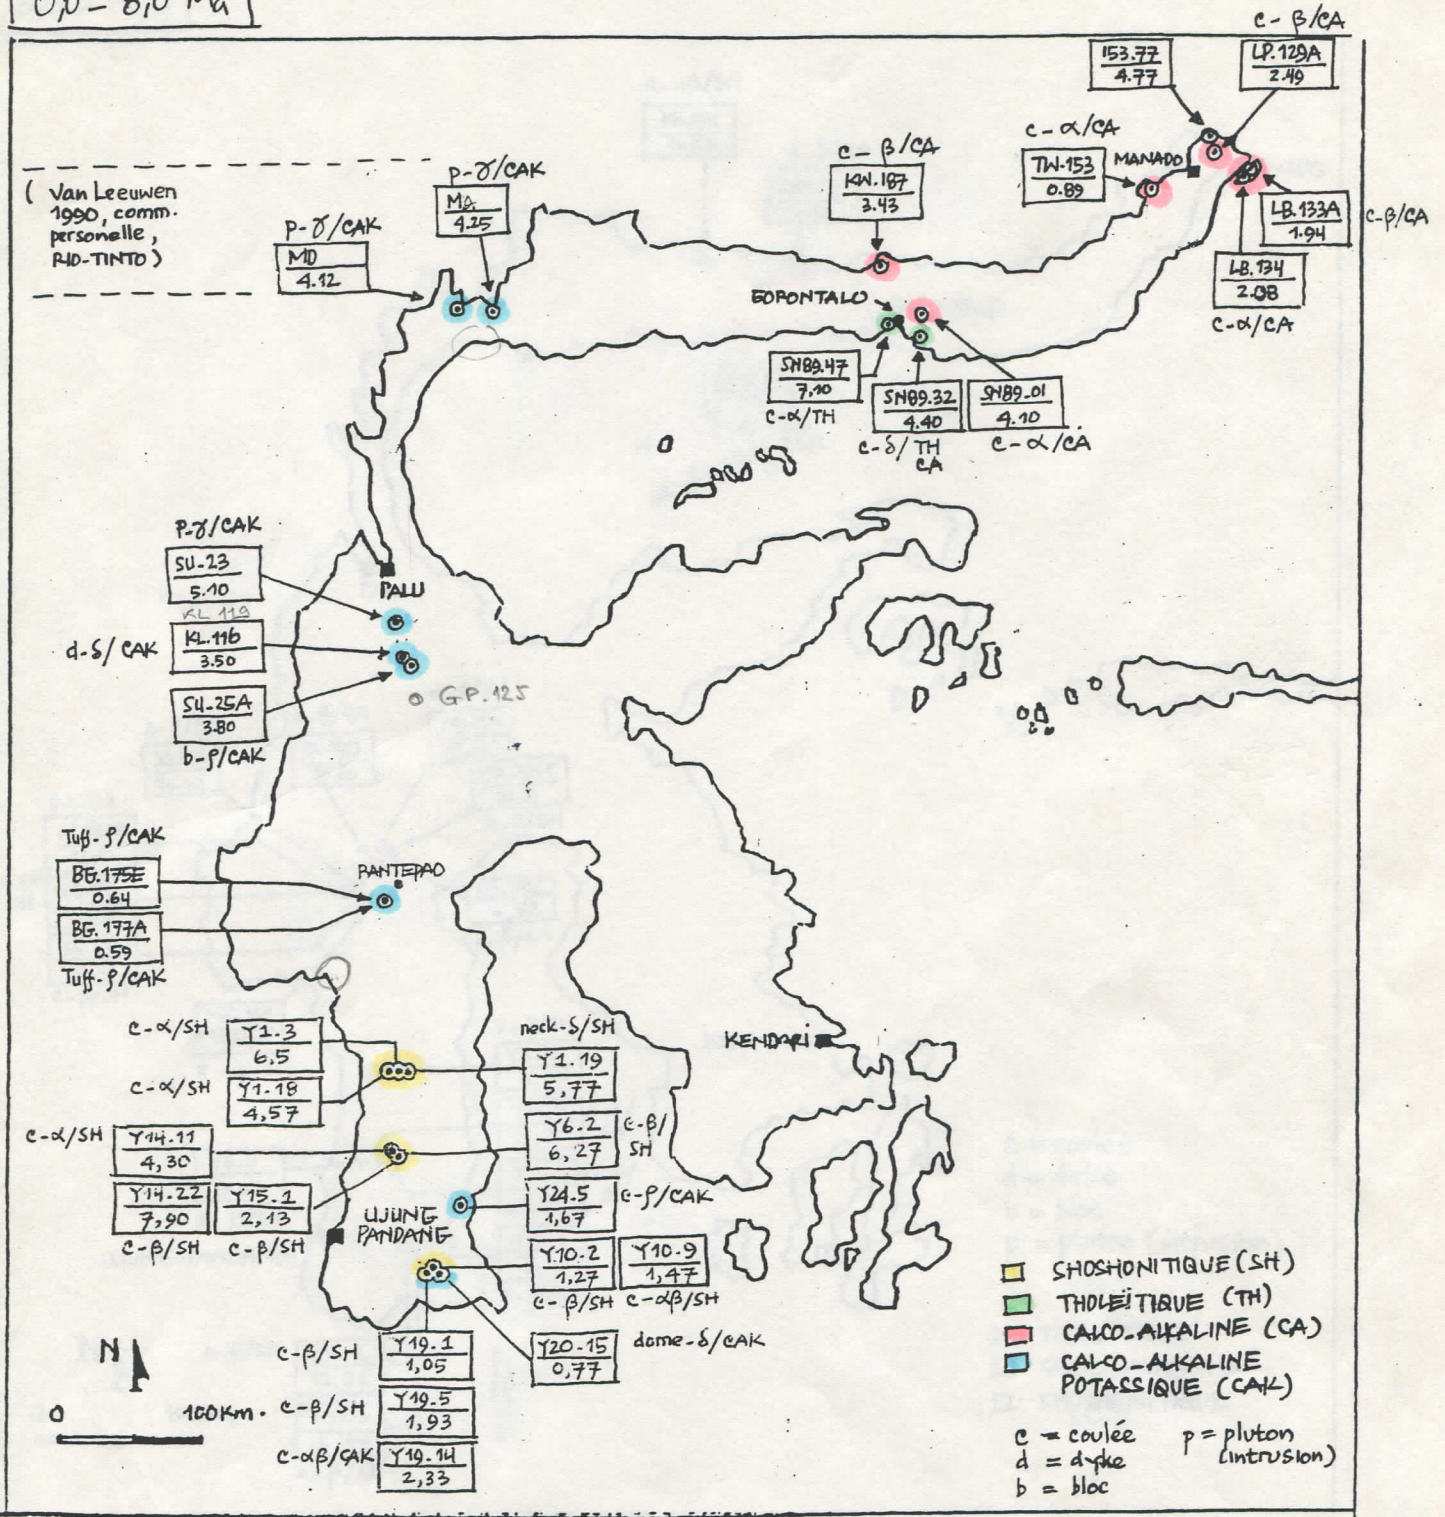 0,0 - 8,0 Ma
c-β/CA
153.77
4.77
LP.129A
2.49
c-α/CA
TW-153
0.89
MANADO
LB.133A
1.94
c-β/CA
LB.134
2.08
c-α/CA
c-β/CA
KW.187
3.43
p-γ/CAK
MA
4.25
p-γ/CAK
MD
4.12
( Van Leeuwen
1990, comm.
personelle,
RIO-TINTO)
GORONTALO
SN89.47
7,10
c-α/TH
SN89.32
4.40
c-δ/TH
CA
SN89.01
4.10
c-α/CA
p-γ/CAK
SU-23
5.10
PALU
KL 119
d-δ/CAK
KL.116
3.50
SU-25A
3.80
b-ρ/CAK
G.P.125
Tuff-ρ/CAK
BG.175E
0.64
RANTEPAO
BG.177A
0.59
Tuff-ρ/CAK
c-α/SH
Y1.3
6,5
neck-δ/SH
Y1.19
5,77
KENDARI
c-α/SH
Y1.18
4,57
c-α/SH
Y14.11
4,30
Y6.2
6,27
c-β/
SH
Y14.22
7,90
c-β/SH
Y15.1
2,13
c-β/SH
Y24.5
1,67
c-ρ/CAK
UJUNG
PANDANG
Y10.2
1,27
c-β/SH
Y10.9
1,47
c-αβ/SH
c-β/SH
Y19.1
1,05
Y20.15
0,77
dome-δ/CAK
c-β/SH
Y19.5
1,93
c-αβ/CAK
Y19.14
2,33
N
0 100Km.
SHOSHONITIQUE (SH)
THOLEÏTIQUE (TH)
CALCO-ALKALINE (CA)
CALCO-ALKALINE
POTASSIQUE (CAK)
c = coulée p = pluton
(intrusion)
d = dyke
b = bloc